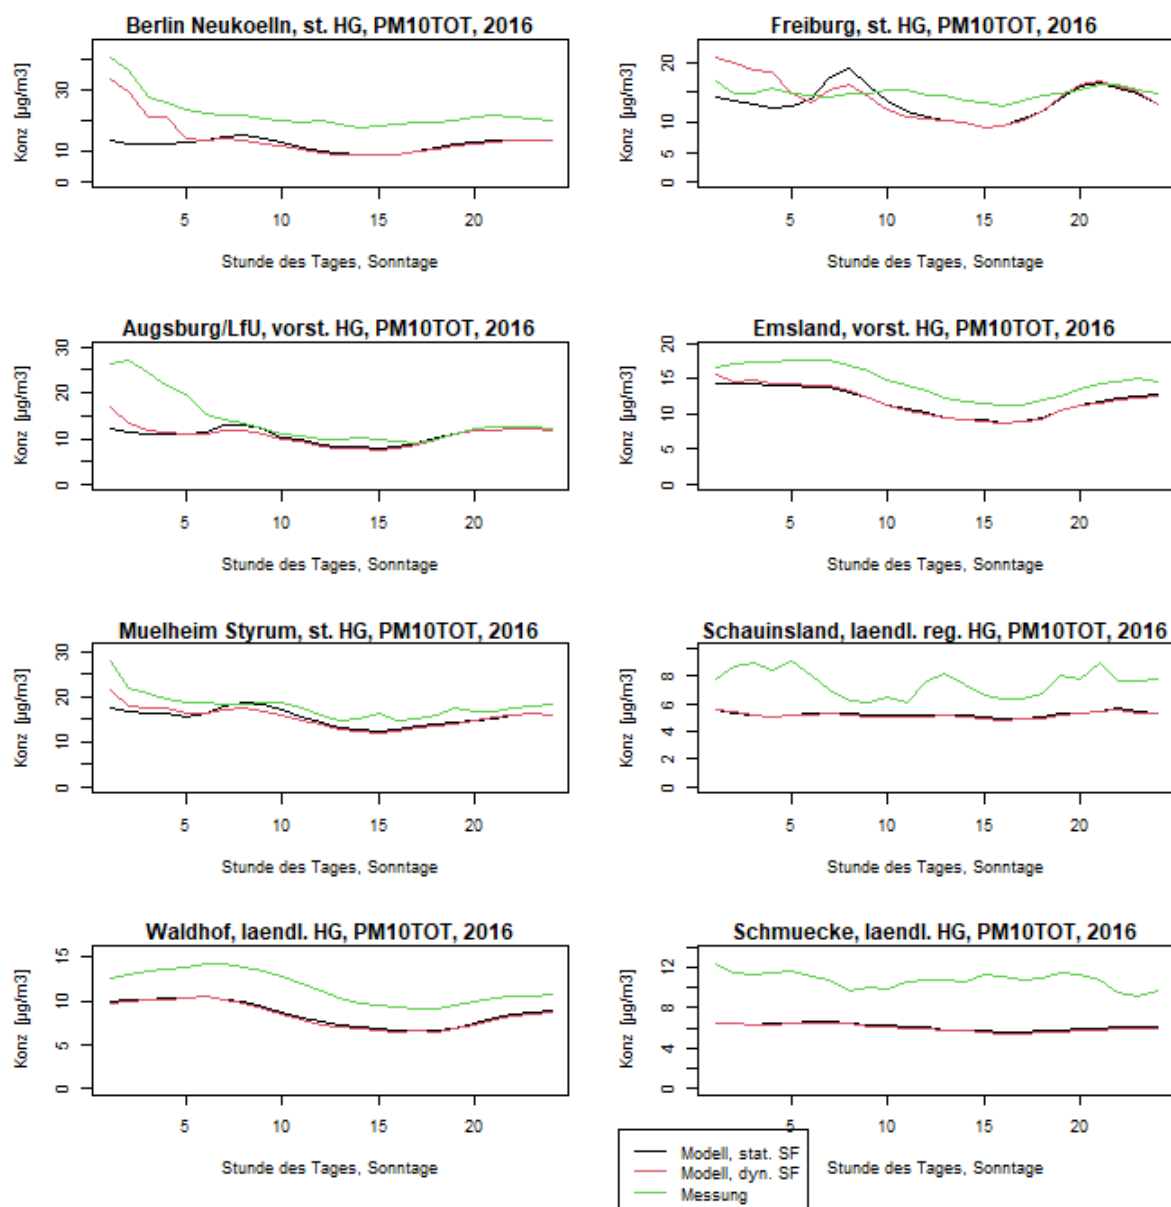 Berlin Neukoelln, st. HG, PM10TOT, 2016
Konz [µg/m3]
0 10 30
5 10 15 20
Stunde des Tages, Sonntage
Freiburg, st. HG, PM10TOT, 2016
Konz [µg/m3]
0 5 10 20
5 10 15 20
Stunde des Tages, Sonntage
Augsburg/LfU, vorst. HG, PM10TOT, 2016
Konz [µg/m3]
0 10 20 30
5 10 15 20
Stunde des Tages, Sonntage
Emsland, vorst. HG, PM10TOT, 2016
Konz [µg/m3]
0 5 10 15 20
5 10 15 20
Stunde des Tages, Sonntage
Muelheim Styrum, st. HG, PM10TOT, 2016
Konz [µg/m3]
0 10 20 30
5 10 15 20
Stunde des Tages, Sonntage
Schauinsland, laendl. reg. HG, PM10TOT, 2016
Konz [µg/m3]
0 2 4 6 8
5 10 15 20
Stunde des Tages, Sonntage
Waldhof, laendl. HG, PM10TOT, 2016
Konz [µg/m3]
0 5 10 15
5 10 15 20
Stunde des Tages, Sonntage
Schmuecke, laendl. HG, PM10TOT, 2016
Konz [µg/m3]
0 4 8 12
5 10 15 20
Stunde des Tages, Sonntage
Modell, stat. SF
Modell, dyn. SF
Messung